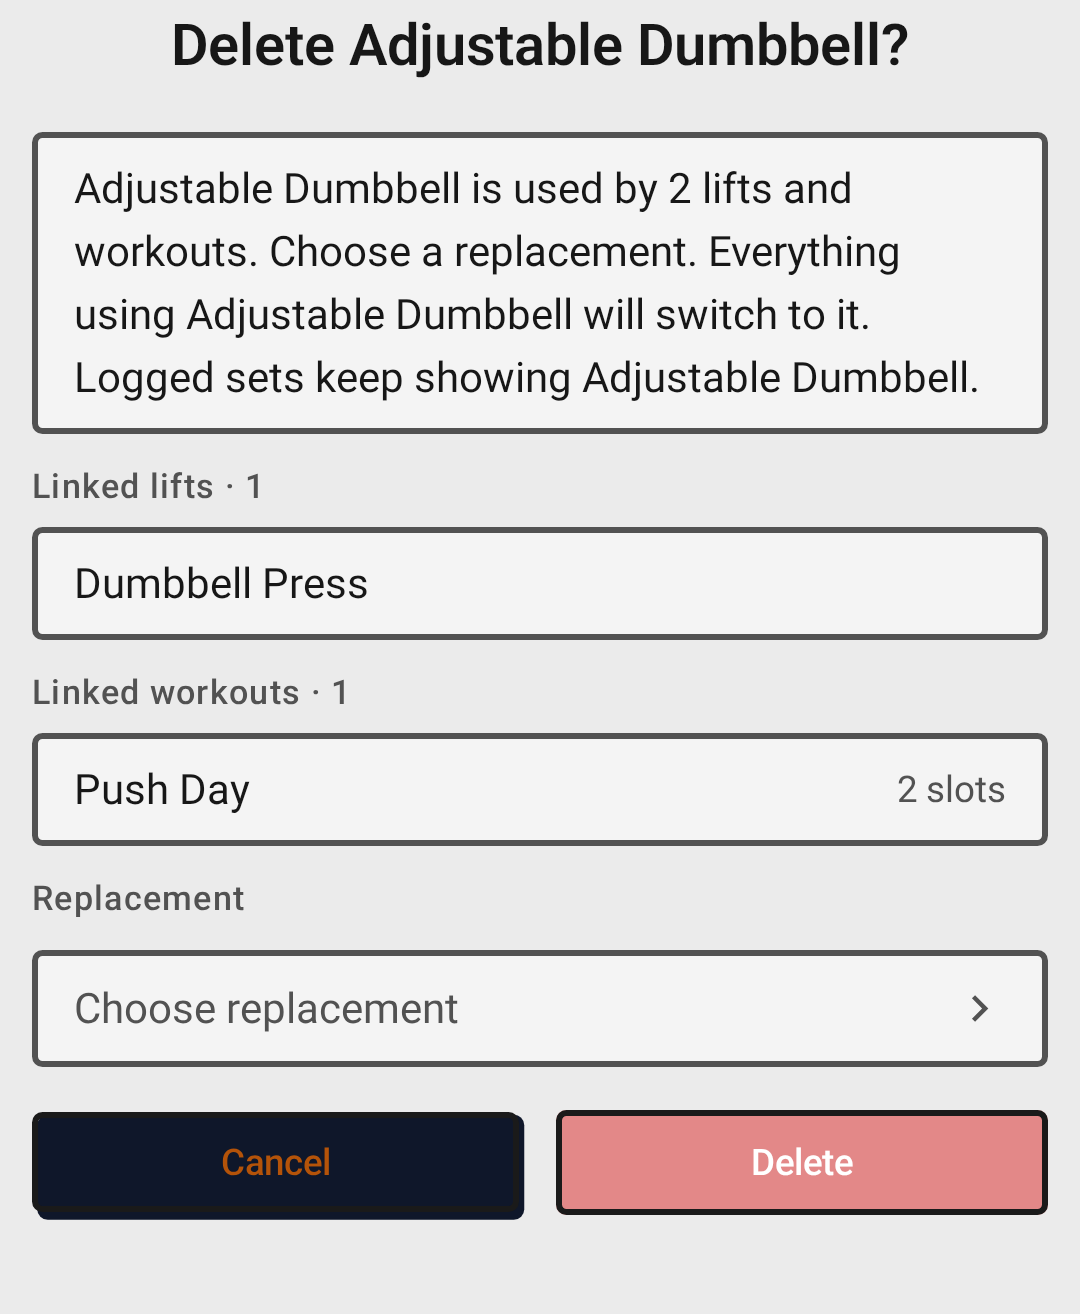 Delete Adjustable Dumbbell?
Adjustable Dumbbell is used by 2 lifts and
workouts. Choose a replacement. Everything
using Adjustable Dumbbell will switch to it.
Logged sets keep showing Adjustable Dumbbell.
Linked lifts · 1
Dumbbell Press
Linked workouts · 1
Push Day 2 slots
Replacement
Choose replacement
Cancel Delete